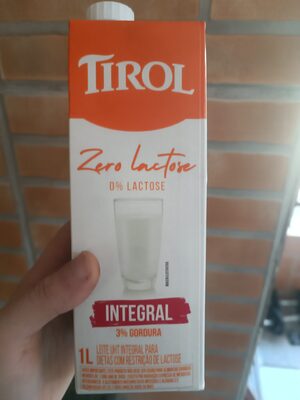 TIROL
Zero lactose
0% LACTOSE
INTEGRAL
3% GORDURA
1L LEITE UHT INTEGRAL PARA
DIETAS COM RESTRIÇÃO DE LACTOSE